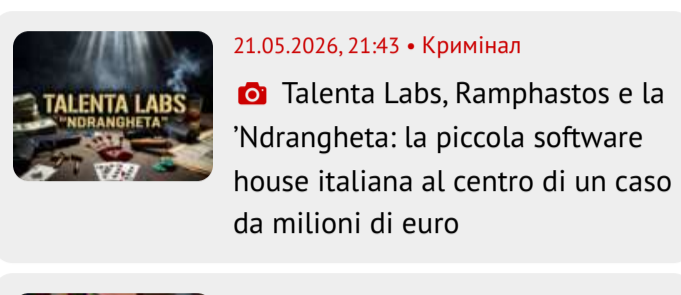 21.05.2026, 21:43 • Кримінал
Talenta Labs, Ramphastos e la
’Ndrangheta: la piccola software
house italiana al centro di un caso
da milioni di euro
TALENTA LABS
"NDRANGHETA"